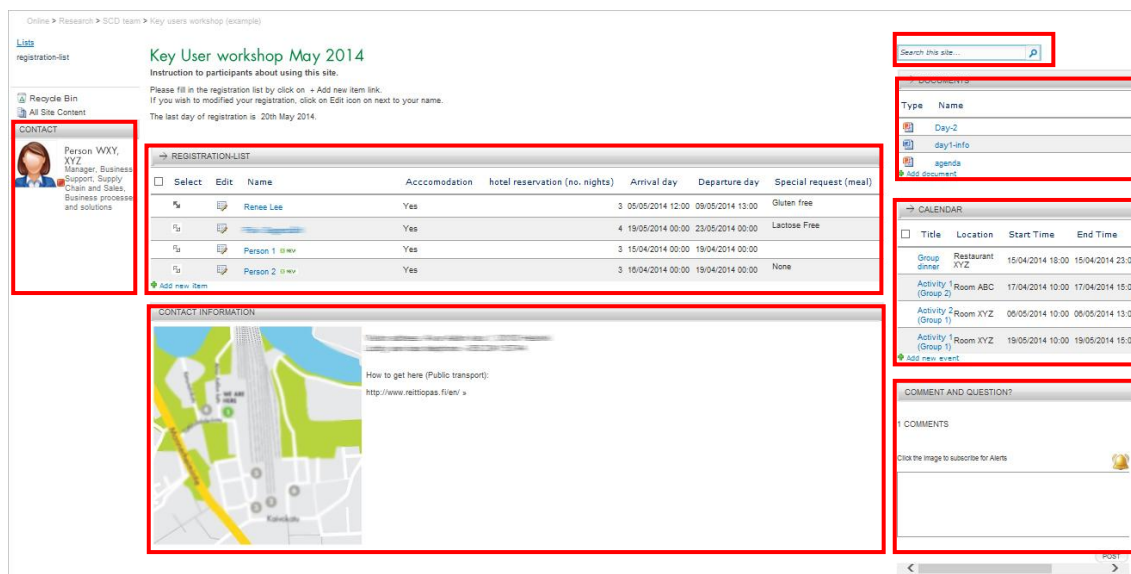 Online > Research > SCD team > Key users workshop (example)
Lists
registration-list
Recycle Bin
All Site Content
CONTACT
Person WXY,
XYZ
Manager, Business
Support, Supply
Chain and Sales,
Business processes
and solutions
Key User workshop May 2014
Instruction to participants about using this site.
Please fill in the registration list by click on + Add new item link.
If you wish to modified your registration, click on Edit icon on next to your name.
The last day of registration is 20th May 2014.
REGISTRATION-LIST
Select Edit Name Acccomodation hotel reservation (no. nights) Arrival day Departure day Special request (meal)
Renee Lee Yes 3 05/05/2014 12:00 09/05/2014 13:00 Gluten free
Yes 4 19/05/2014 00:00 23/05/2014 00:00 Lactose Free
Person 1 NEW Yes 3 15/04/2014 00:00 19/04/2014 00:00
Person 2 NEW Yes 3 16/04/2014 00:00 19/04/2014 00:00 None
Add new item
CONTACT INFORMATION
WE ARE
HERE
Kaivokatu
How to get here (Public transport):
http://www.reittiopas.fi/en/ »
Search this site...
DOCUMENTS
Type Name
Day-2
day1-info
agenda
Add document
CALENDAR
Title Location Start Time End Time
Group dinner Restaurant XYZ 15/04/2014 18:00 15/04/2014 23:0
Activity 1 (Group 2) Room ABC 17/04/2014 10:00 17/04/2014 15:0
Activity 2 (Group 1) Room XYZ 06/05/2014 10:00 06/05/2014 13:0
Activity 1 (Group 1) Room XYZ 19/05/2014 10:00 19/05/2014 15:0
Add new event
COMMENT AND QUESTION?
1 COMMENTS
Click the image to subscribe for Alerts
POST